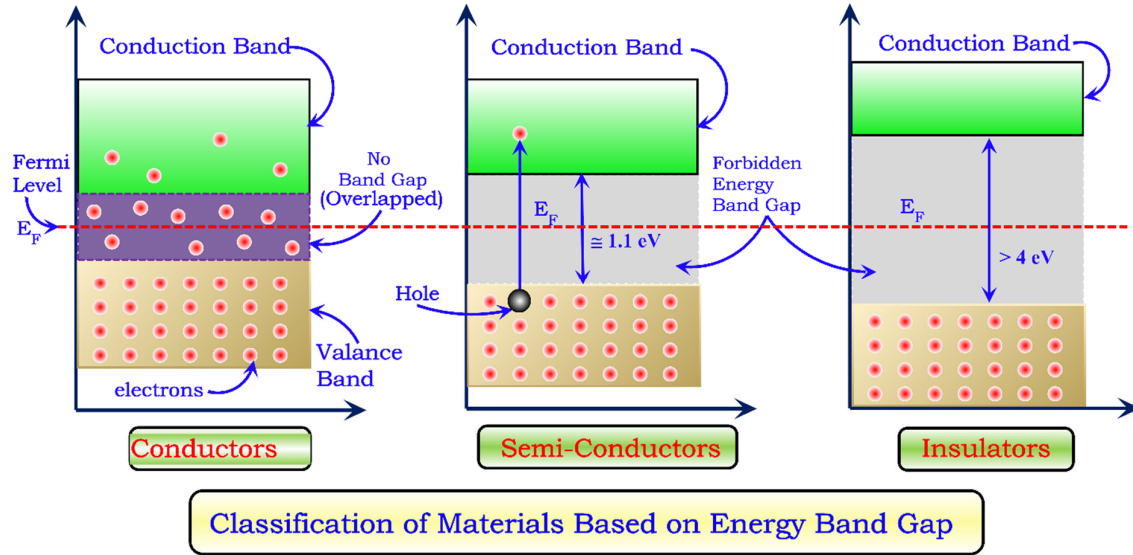 Conduction Band
Fermi
Level
E_F
No
Band Gap
(Overlapped)
Valance
Band
electrons
Conductors
Conduction Band
E_F
≅ 1.1 eV
Hole
Forbidden
Energy
Band Gap
Semi-Conductors
Conduction Band
E_F
> 4 eV
Insulators
Classification of Materials Based on Energy Band Gap